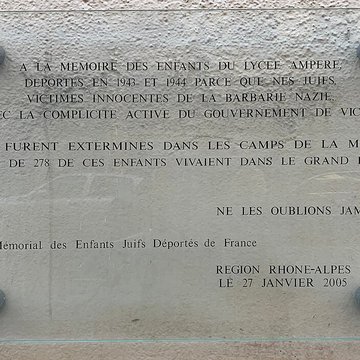 A LA MEMOIRE DES ENFANTS DU LYCEE AMPERE,
DEPORTES EN 1943 ET 1944 PARCE QUE NES JUIFS,
VICTIMES INNOCENTES DE LA BARBARIE NAZIE,
LA COMPLICITE ACTIVE DU GOUVERNEMENT DE
FURENT EXTERMINES DANS LES CAMPS DE LA
DE 278 DE CES ENFANTS VIVAIENT DANS LE GRAND
NE LES OUBLIONS
Mémorial des Enfants Juifs Déportés de France
REGION RHONE-ALPES
LE 27 JANVIER 2005